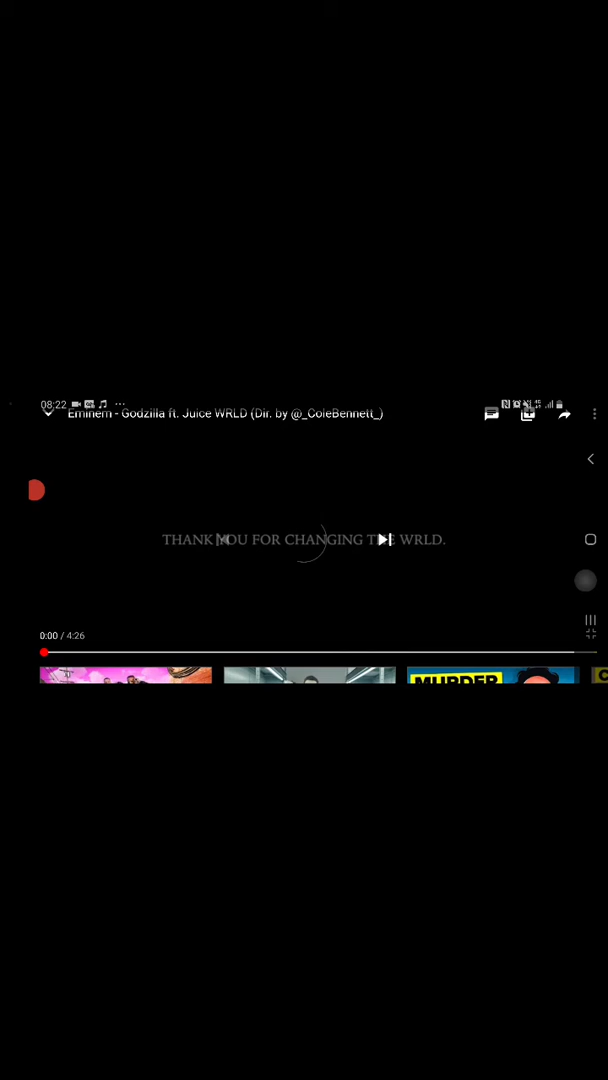 08:22
Eminem - Godzilla ft. Juice WRLD (Dir. by @_ColeBennett_)
THANK YOU FOR CHANGING THE WRLD.
0:00 / 4:26
MURDER